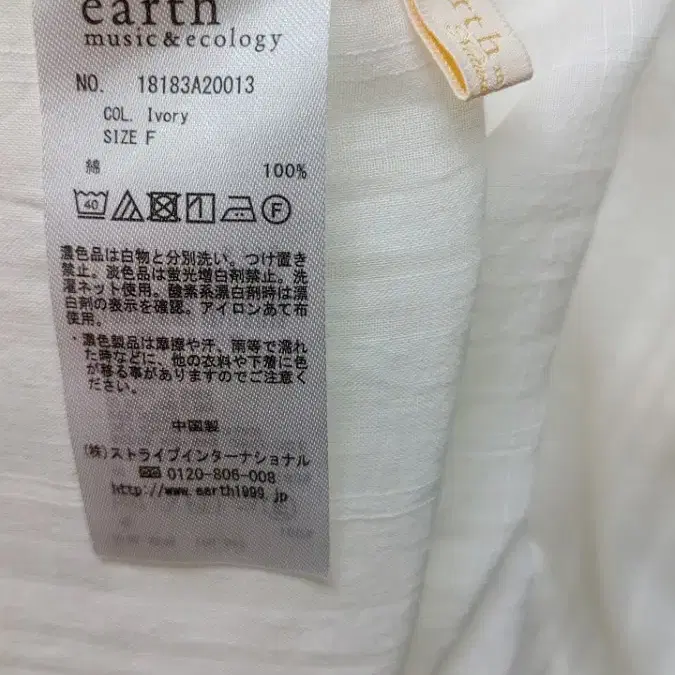 earth
music&ecology
NO. 18183A20013
COL. Ivory
SIZE F
綿 100%
40
F
濃色品は白物と分別洗い。つけ置き
禁止。淡色品は蛍光増白剤禁止、洗
濯ネット使用。酸素系漂白剤時は漂
白剤の表示を確認。アイロンあて布
使用。
・濃色製品は摩擦や汗、雨等で濡れ
た時などに、他の衣料や下着に色
が移る事がありますのでご注意く
ださい。
中国製
(株)ストライプインターナショナル
0120-806-008
http://www.earth1999.jp